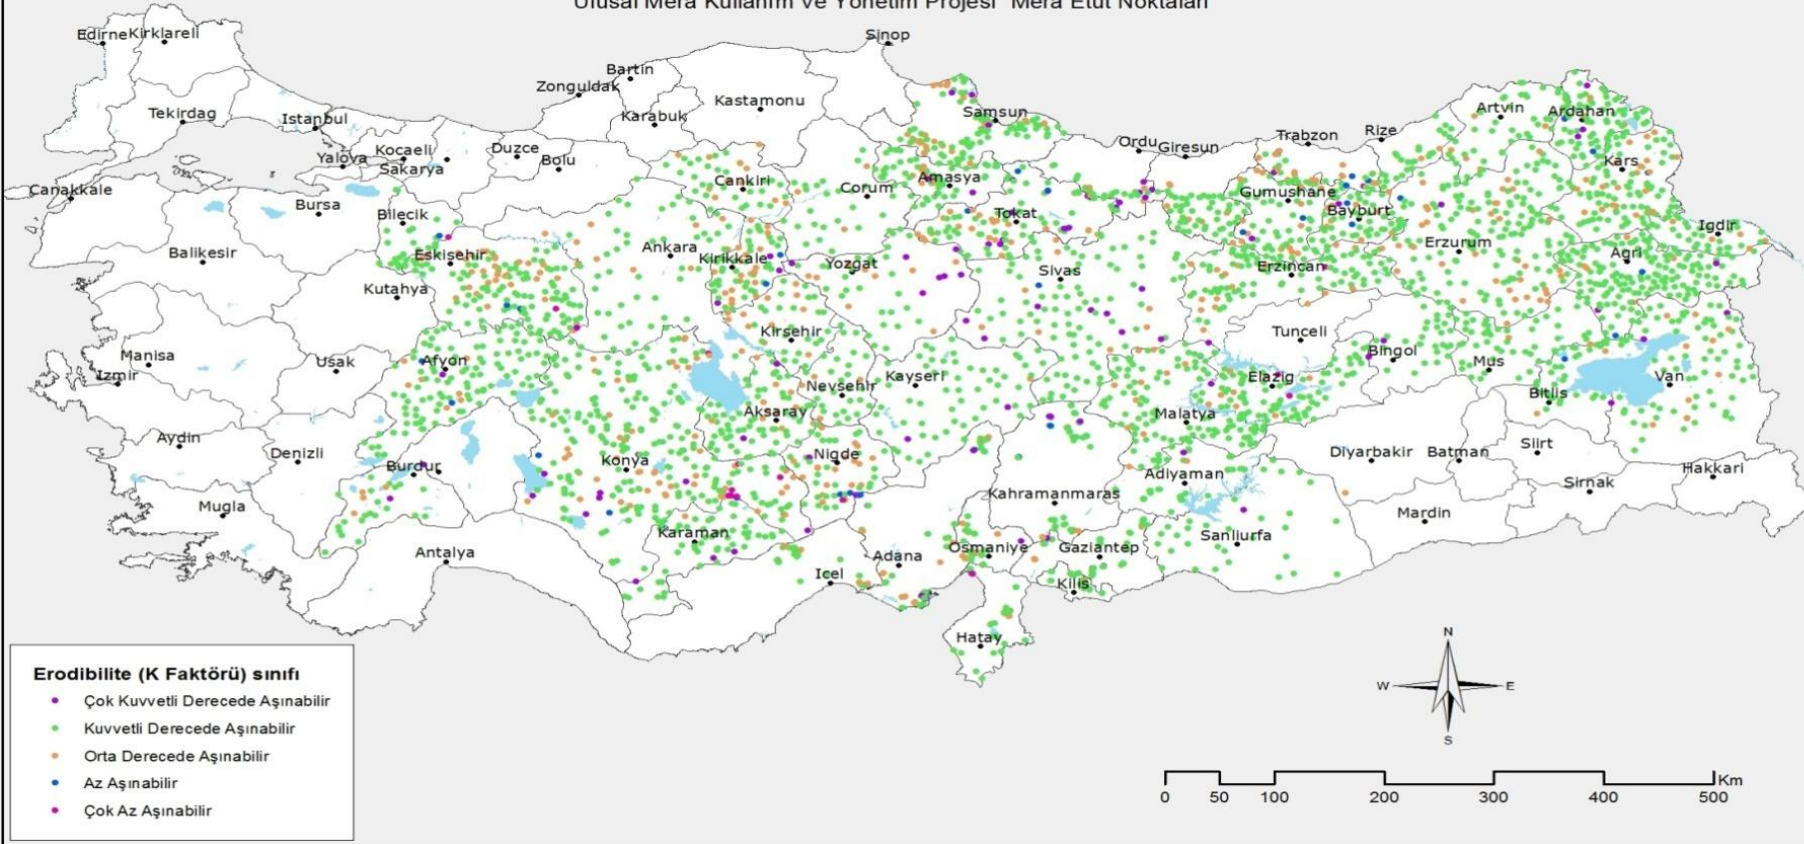 Ulusal Mera Kullanım ve Yönetim Projesi Mera Etüt Noktaları
Edirne Kirklareli
Sinop
Bartin
Zonguldak
Kastamonu
Karabuk
Tekirdag
Istanbul
Samsun
Artvin
Ardahan
Kocaeli
Duzce
Yalova
Sakarya
Bolu
Ordu Giresun
Trabzon
Rize
Kars
Canakkale
Cankiri
Corum
Amasya
Gumushane
Bursa
Bilecik
Tokat
Bayburt
Igdir
Balikesir
Eskisehir
Ankara
Kirikkale
Yozgat
Sivas
Erzurum
Agri
Kutahya
Erzincan
Kirsehir
Tunceli
Manisa
Usak
Afyon
Bingol
Mus
Izmir
Nevsehir
Kayseri
Elazig
Van
Bitlis
Aksaray
Malatya
Aydin
Denizli
Burdur
Konya
Nigde
Adiyaman
Diyarbakir
Batman
Siirt
Hakkari
Mugla
Kahramanmaras
Sirnak
Mardin
Karaman
Sanliurfa
Antalya
Adana
Osmaniye
Gaziantep
Icel
Kilis
Hatay
Erodibilite (K Faktörü) sınıfı
Çok Kuvvetli Derecede Aşınabilir
Kuvvetli Derecede Aşınabilir
Orta Derecede Aşınabilir
Az Aşınabilir
Çok Az Aşınabilir
N
W E
S
Km
0 50 100 200 300 400 500